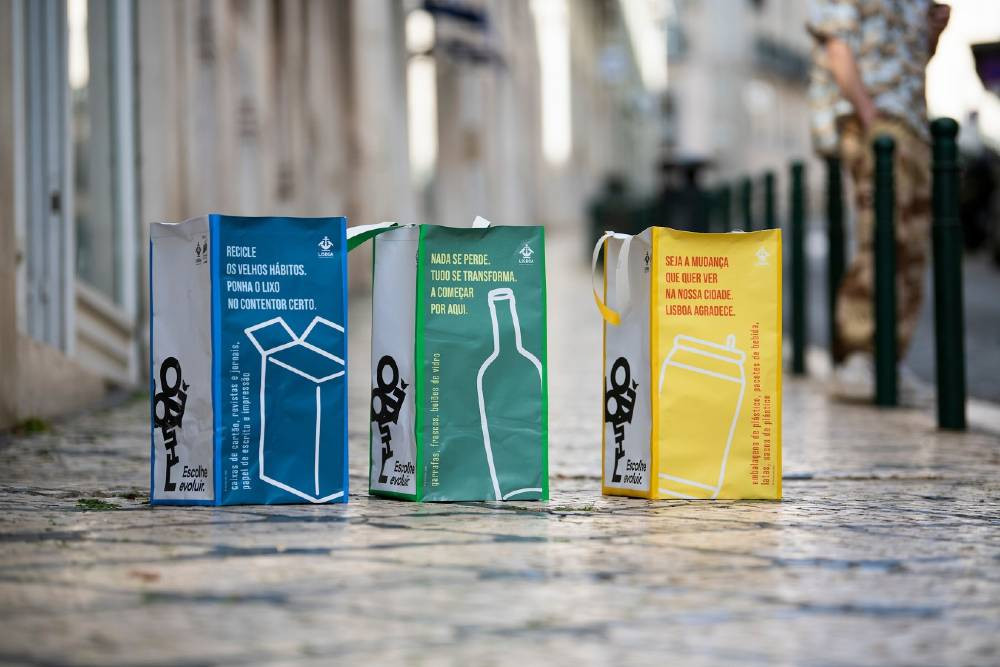 RECICLE
OS VELHOS HÁBITOS.
PONHA O LIXO
NO CONTENTOR CERTO.
LISBOA
caixas de cartão, revistas e jornais,
papel de escrita e impressão
Escolhe
evoluir.
NADA SE PERDE.
TUDO SE TRANSFORMA.
A COMEÇAR
POR AQUI.
LISBOA
garrafas, frascos, boiões de vidro
Escolhe
evoluir.
SEJA A MUDANÇA
QUE QUER VER
NA NOSSA CIDADE.
LISBOA AGRADECE.
embalagens de plástico, pacotes de bebida,
latas, sacos de plástico
Escolhe
evoluir.